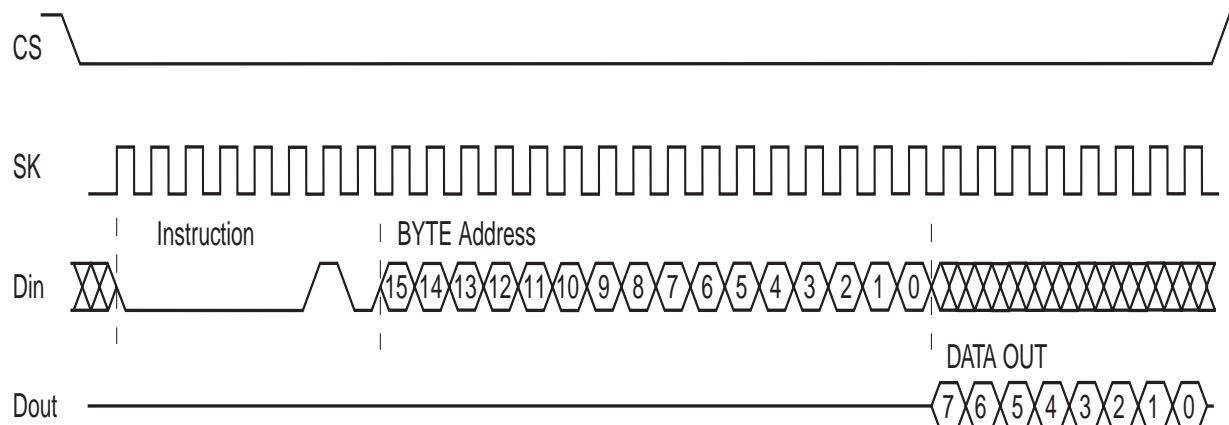 CS
SK
Instruction
BYTE Address
Din
15 14 13 12 11 10 9 8 7 6 5 4 3 2 1 0
DATA OUT
Dout
7 6 5 4 3 2 1 0